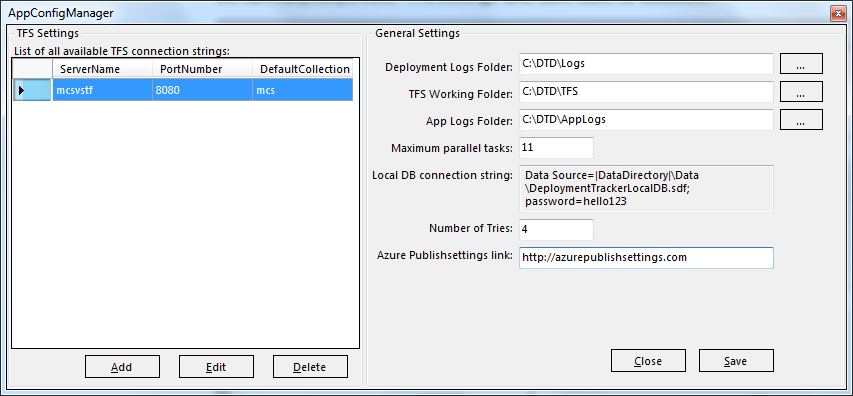 AppConfigManager
TFS Settings
List of all available TFS connection strings:
ServerName PortNumber DefaultCollection
mcsvstf 8080 mcs
Add Edit Delete
General Settings
Deployment Logs Folder: C:\DTD\Logs ...
TFS Working Folder: C:\DTD\TFS ...
App Logs Folder: C:\DTD\AppLogs ...
Maximum parallel tasks: 11
Local DB connection string: Data Source=|DataDirectory|\Data
\DeploymentTrackerLocalDB.sdf;
password=hello123
Number of Tries: 4
Azure Publishsettings link: http://azurepublishsettings.com
Close Save